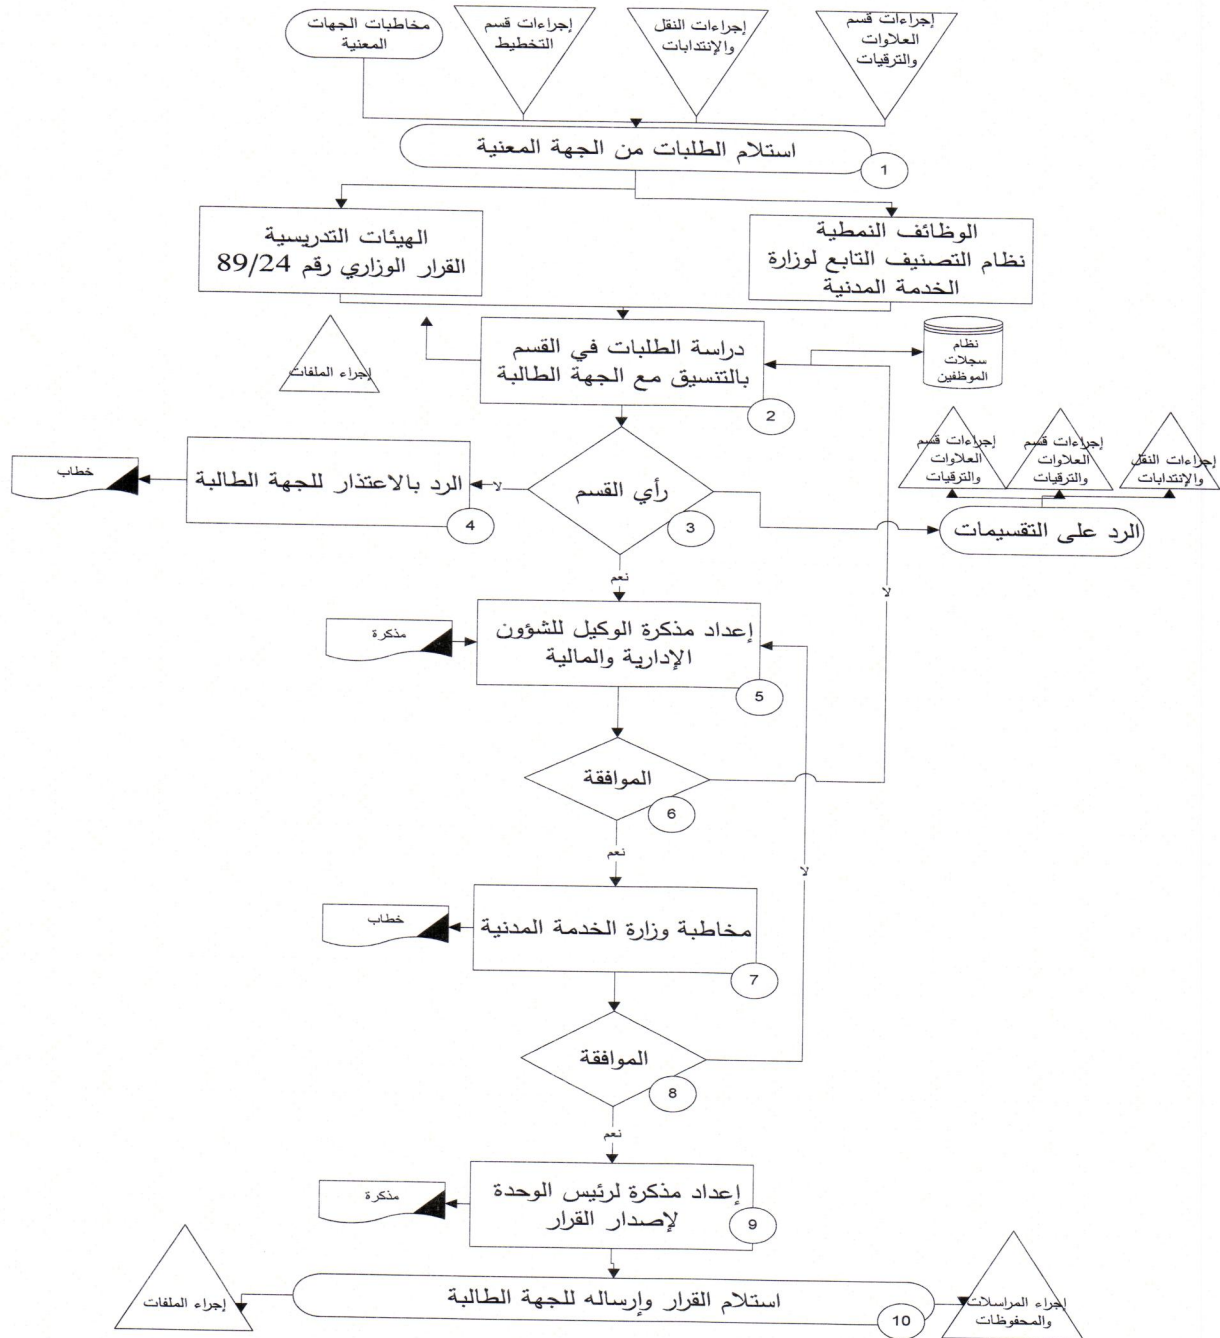 مخاطبات الجهات
المعنية
إجراءات قسم
التخطيط
إجراءات النقل
والإنتدابات
إجراءات قسم
العلاوات
والترقيات
استلام الطلبات من الجهة المعنية
1
الهيئات التدريسية
القرار الوزاري رقم 89/24
الوظائف النمطية
نظام التصنيف التابع لوزارة
الخدمة المدنية
إجراء الملفات
دراسة الطلبات في القسم
بالتنسيق مع الجهة الطالبة
2
نظام
سجلات
الموظفين
إجراءات قسم
العلاوات
والترقيات
إجراءات قسم
العلاوات
والترقيات
إجراءات النقل
والإنتدابات
خطاب
الرد بالاعتذار للجهة الطالبة
4
لا
رأي القسم
3
الرد على التقسيمات
نعم
لا
مذكرة
إعداد مذكرة الوكيل للشؤون
الإدارية والمالية
5
الموافقة
6
نعم
لا
خطاب
مخاطبة وزارة الخدمة المدنية
7
الموافقة
8
نعم
مذكرة
إعداد مذكرة لرئيس الوحدة
لإصدار القرار
9
إجراء الملفات
استلام القرار وإرساله للجهة الطالبة
10
إجراء المراسلات
والمحفوظات